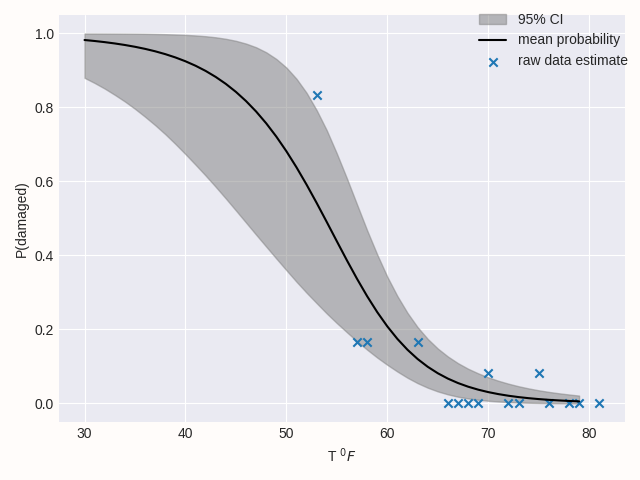 95% CI
mean probability
raw data estimate
1.0
0.8
0.6
0.4
0.2
0.0
P(damaged)
30 40 50 60 70 80
T ⁰F